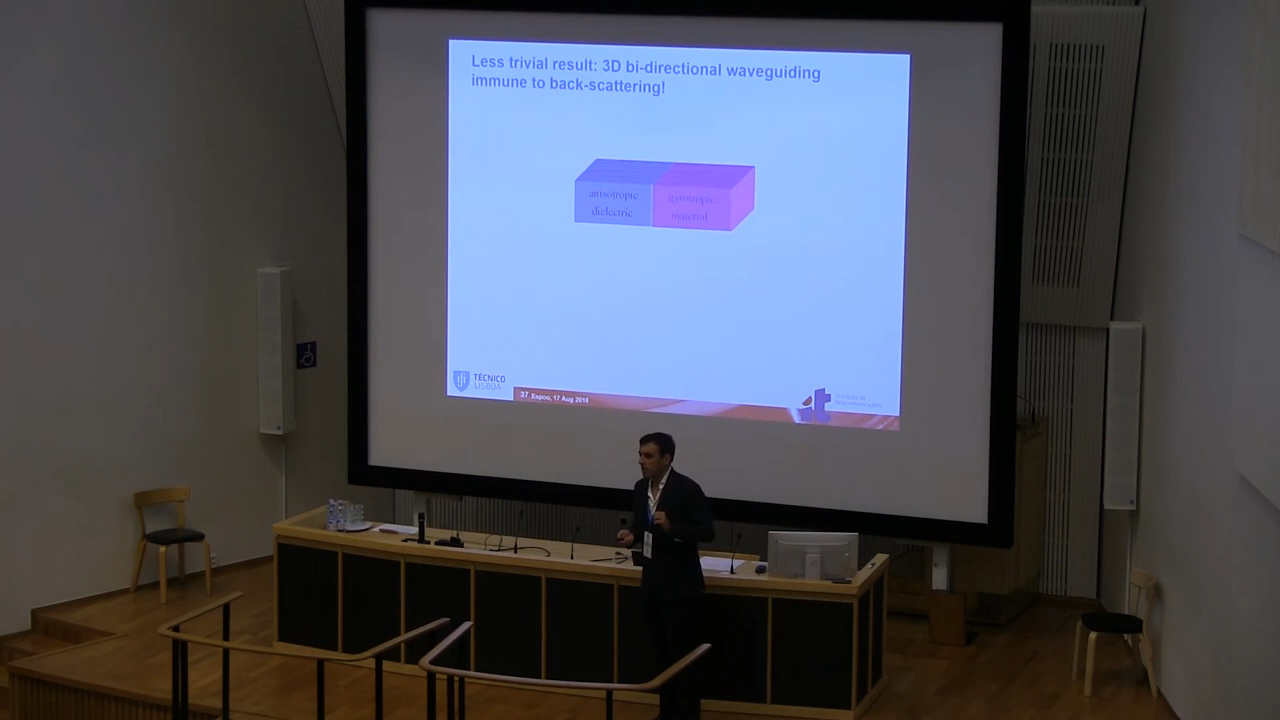 Less trivial result: 3D bi-directional waveguiding
immune to back-scattering!
anisotropic
dielectric
gyrotropic
material
TÉCNICO
LISBOA
37, Espoo, 17 Aug 2018